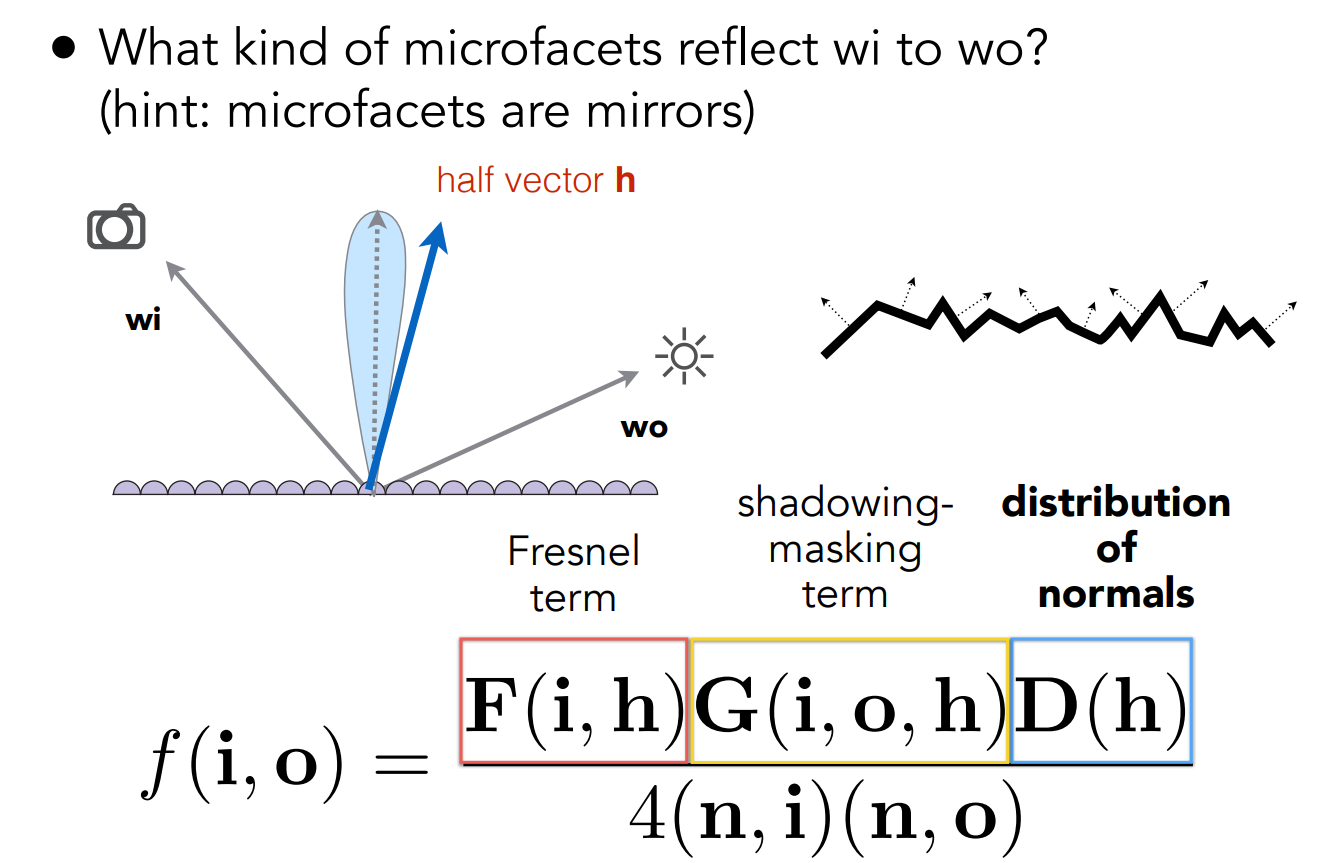 • What kind of microfacets reflect wi to wo?
(hint: microfacets are mirrors)
half vector h
wi
wo
Fresnel
term
shadowing-
masking
term
distribution
of
normals
f(i, o) = F(i, h)G(i, o, h)D(h)
4(n, i)(n, o)